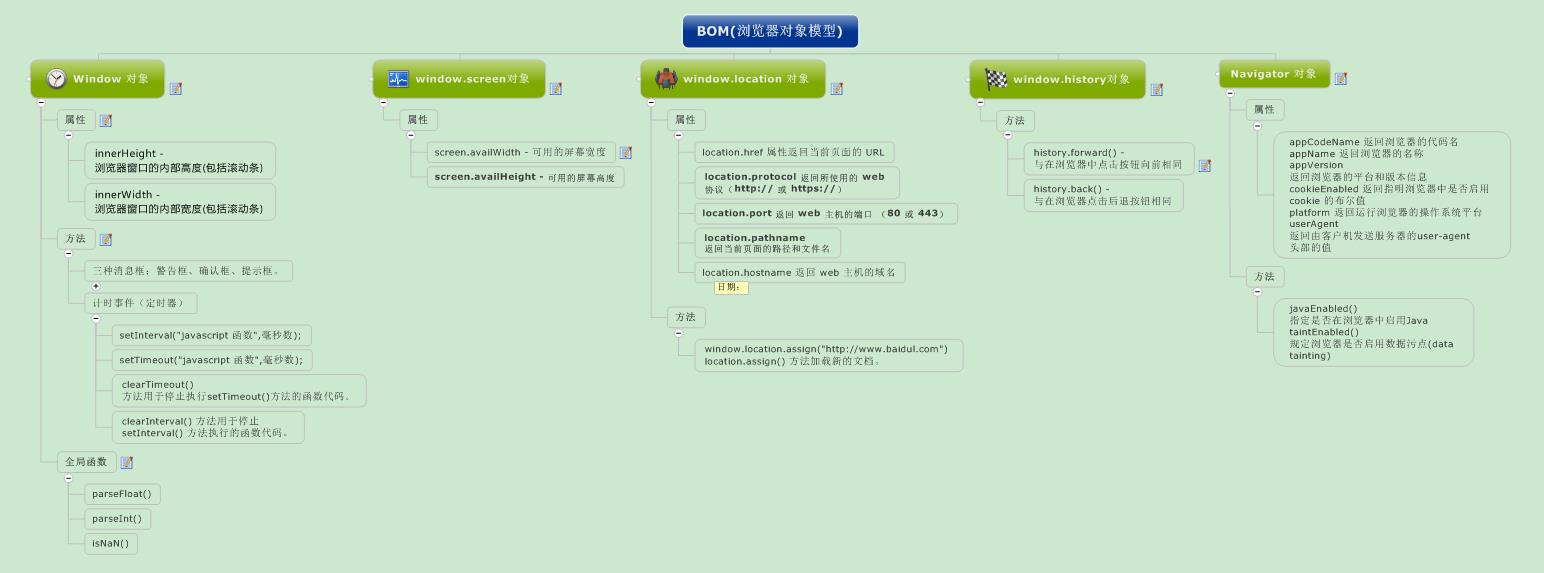 BOM(浏览器对象模型)
Window 对象
属性
innerHeight -
浏览器窗口的内部高度(包括滚动条)
innerWidth -
浏览器窗口的内部宽度(包括滚动条)
方法
三种消息框：警告框、确认框、提示框。
计时事件（定时器）
setInterval("javascript 函数",毫秒数);
setTimeout("javascript 函数",毫秒数);
clearTimeout()
方法用于停止执行setTimeout()方法的函数代码。
clearInterval() 方法用于停止
setInterval() 方法执行的函数代码。
全局函数
parseFloat()
parseInt()
isNaN()
window.screen对象
属性
screen.availWidth - 可用的屏幕宽度
screen.availHeight - 可用的屏幕高度
window.location 对象
属性
location.href 属性返回当前页面的 URL
location.protocol 返回所使用的 web
协议（http:// 或 https://）
location.port 返回 web 主机的端口 （80 或 443）
location.pathname
返回当前页面的路径和文件名
location.hostname 返回 web 主机的域名
日期：
方法
window.location.assign("http://www.baidul.com")
location.assign() 方法加载新的文档。
window.history对象
方法
history.forward() -
与在浏览器中点击按钮向前相同
history.back() -
与在浏览器点击后退按钮相同
Navigator 对象
属性
appCodeName 返回浏览器的代码名
appName 返回浏览器的名称
appVersion
返回浏览器的平台和版本信息
cookieEnabled 返回指明浏览器中是否启用
cookie 的布尔值
platform 返回运行浏览器的操作系统平台
userAgent
返回由客户机发送服务器的user-agent
头部的值
方法
javaEnabled()
指定是否在浏览器中启用Java
taintEnabled()
规定浏览器是否启用数据污点(data
tainting)